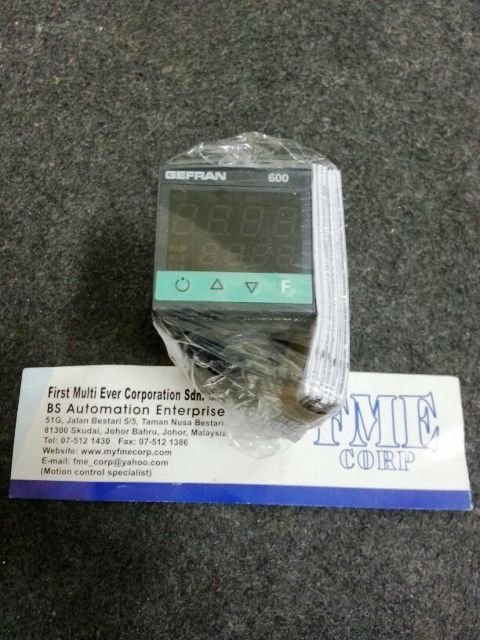 GEFRAN 600
F
First Multi Ever Corporation Sdn.
BS Automation Enterprise
51G, Jalan Bestari 5/5, Taman Nusa Bestari
81300 Skudai, Johor Bahru, Johor, Malaysia
Tel: 07-512 1430 Fax: 07-512 1386
Website: www.myfmecorp.com
E-mail: fme_corp@yahoo.com
(Motion control specialist)
FME
CORP